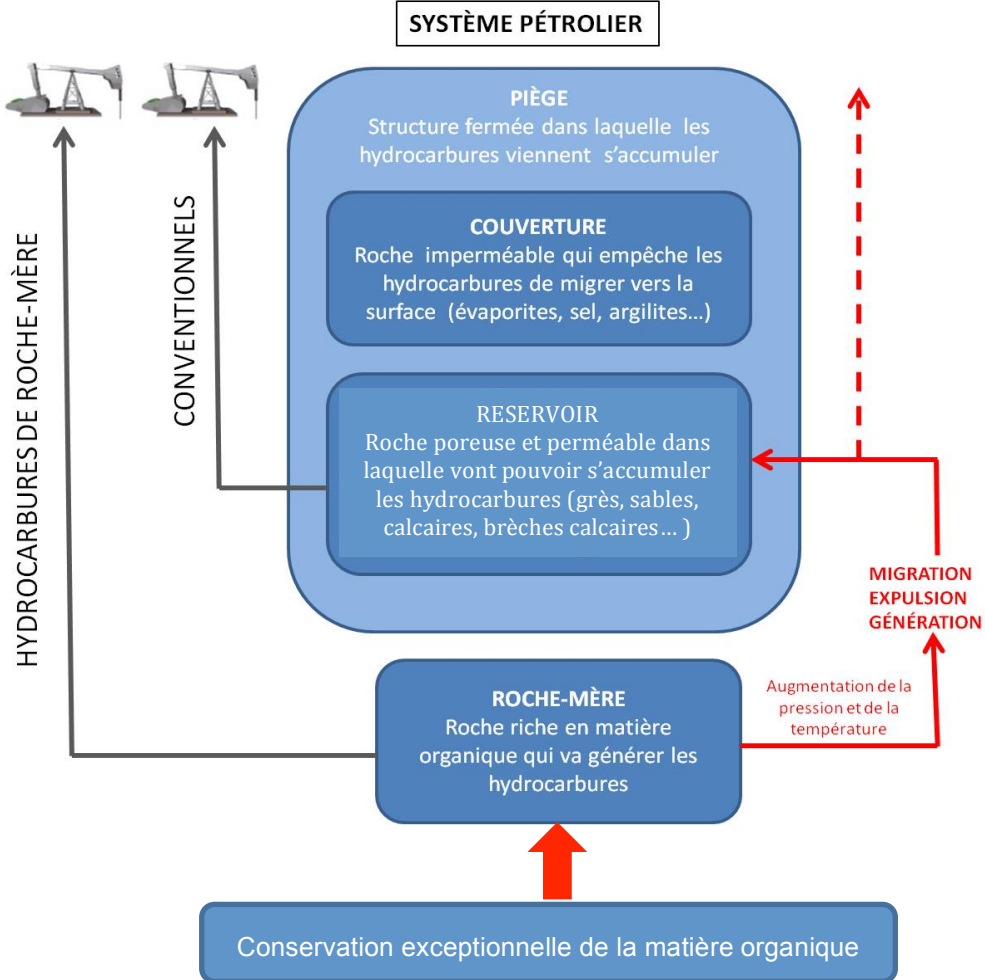 SYSTÈME PÉTROLIER
PIÈGE
Structure fermée dans laquelle les
hydrocarbures viennent s'accumuler
COUVERTURE
Roche imperméable qui empêche les
hydrocarbures de migrer vers la
surface (évaporites, sel, argilites...)
RESERVOIR
Roche poreuse et perméable dans
laquelle vont pouvoir s'accumuler
les hydrocarbures (grès, sables,
calcaires, brèches calcaires... )
HYDROCARBURES DE ROCHE-MÈRE
CONVENTIONNELS
MIGRATION
EXPULSION
GÉNÉRATION
Augmentation de la
pression et de la
température
ROCHE-MÈRE
Roche riche en matière
organique qui va générer les
hydrocarbures
Conservation exceptionnelle de la matière organique